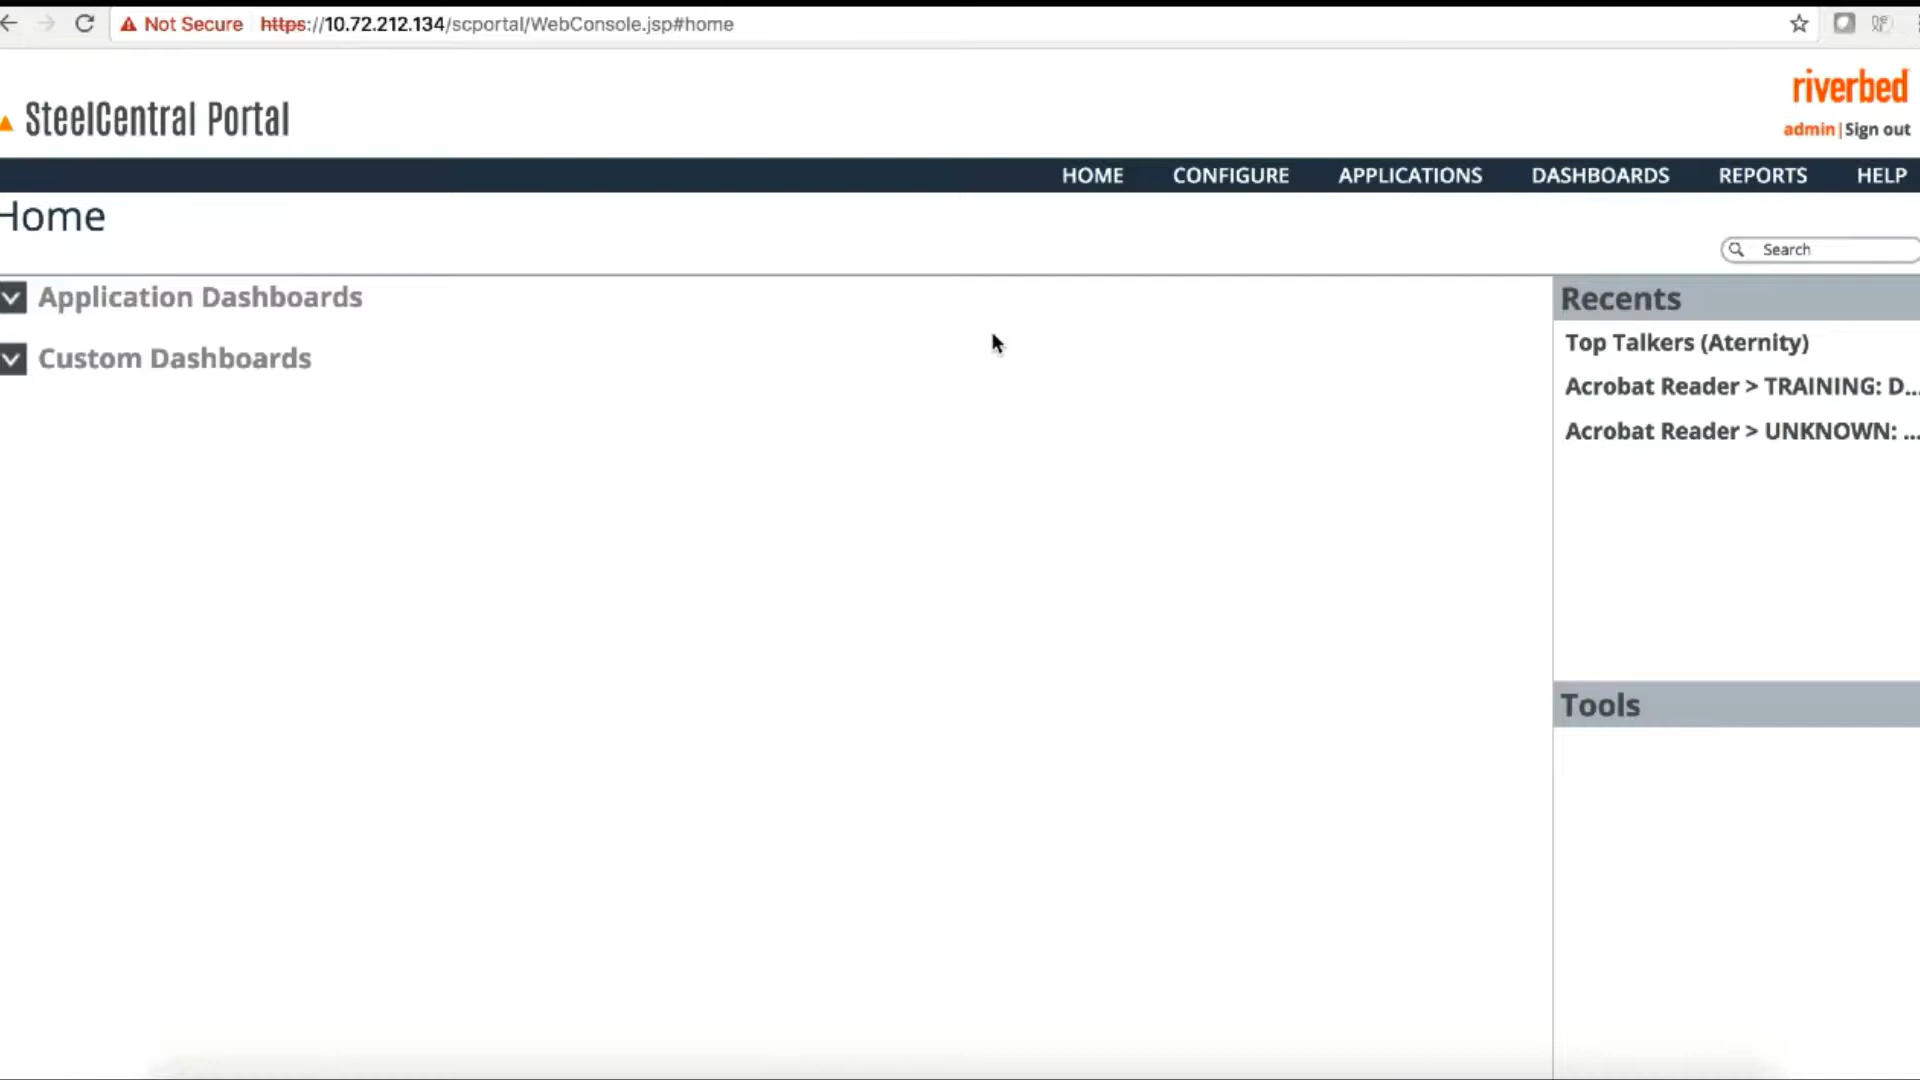 Not Secure https://10.72.212.134/scportal/WebConsole.jsp#home
riverbed
SteelCentral Portal
admin|Sign out
HOME CONFIGURE APPLICATIONS DASHBOARDS REPORTS HELP
Home
Search
Application Dashboards
Custom Dashboards
Recents
Top Talkers (Aternity)
Acrobat Reader > TRAINING: D...
Acrobat Reader > UNKNOWN: ...
Tools